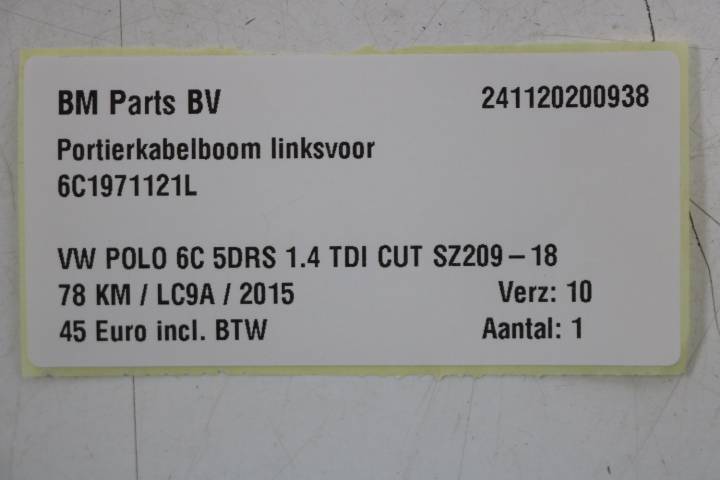 BM Parts BV 241120200938
Portierkabelboom linksvoor
6C1971121L
VW POLO 6C 5DRS 1.4 TDI CUT SZ209-18
78 KM / LC9A / 2015 Verz: 10
45 Euro incl. BTW Aantal: 1